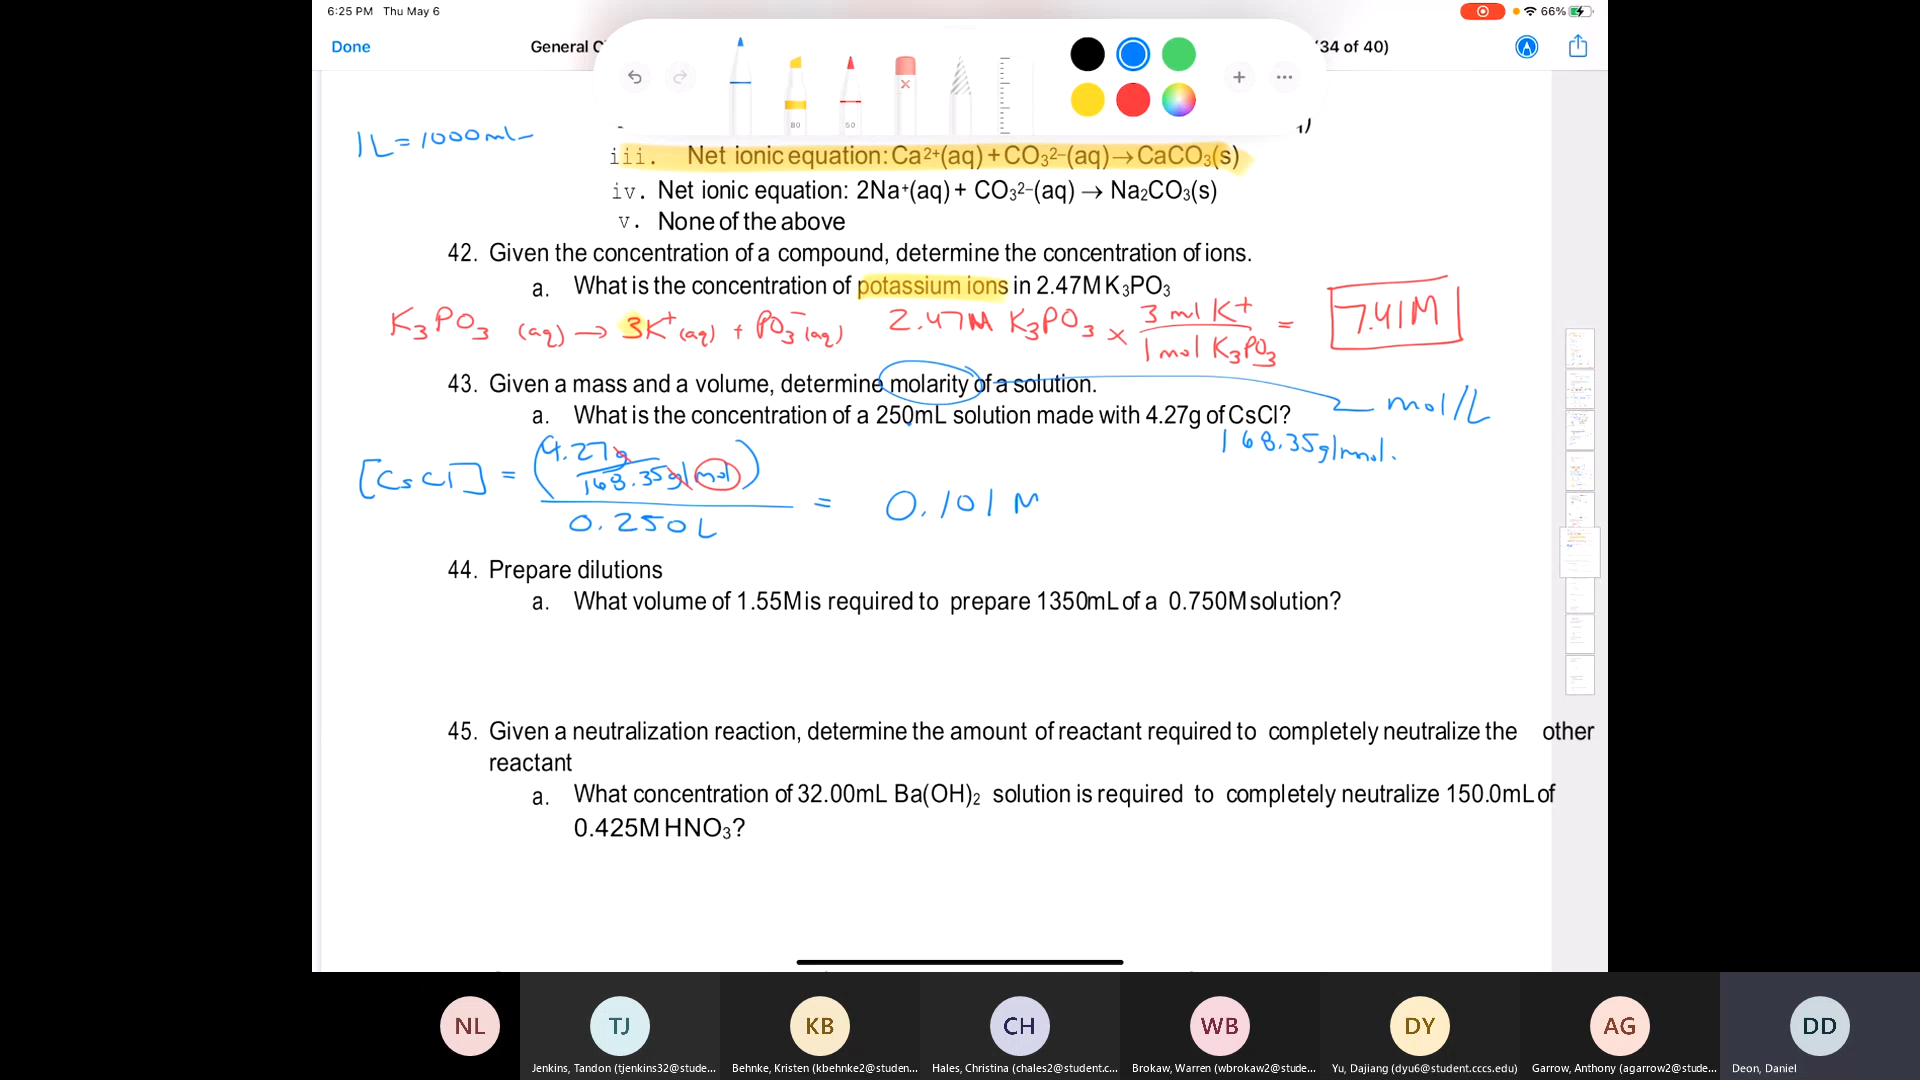 6:25 PM Thu May 6
66%
Done
General C
(34 of 40)
80
50
1L = 1000mL
iii. Net ionic equation: Ca²⁺(aq) + CO₃²⁻(aq) → CaCO₃(s)
iv. Net ionic equation: 2Na⁺(aq) + CO₃²⁻(aq) → Na₂CO₃(s)
v. None of the above
42. Given the concentration of a compound, determine the concentration of ions.
a. What is the concentration of potassium ions in 2.47M K₃PO₃
K₃PO₃ (aq) → 3K⁺(aq) + PO₃⁻(aq) 2.47M K₃PO₃ × 3 ml K⁺ / 1 mol K₃PO₃ = 7.41M
43. Given a mass and a volume, determine molarity of a solution.
mol/L
a. What is the concentration of a 250mL solution made with 4.27g of CsCl?
168.35g/mol.
[CsCl] = (4.27g / 168.35g/mol) / 0.250L = 0.101 M
44. Prepare dilutions
a. What volume of 1.55M is required to prepare 1350mL of a 0.750M solution?
45. Given a neutralization reaction, determine the amount of reactant required to completely neutralize the other
reactant
a. What concentration of 32.00mL Ba(OH)₂ solution is required to completely neutralize 150.0mL of
0.425M HNO₃?
NL TJ KB CH WB DY AG DD
Jenkins, Tandon (tjenkins32@stude... Behnke, Kristen (kbehnke2@studen... Hales, Christina (chales2@student.c... Brokaw, Warren (wbrokaw2@stude... Yu, Dajiang (dyu6@student.cccs.edu) Garrow, Anthony (agarrow2@stude... Deon, Daniel